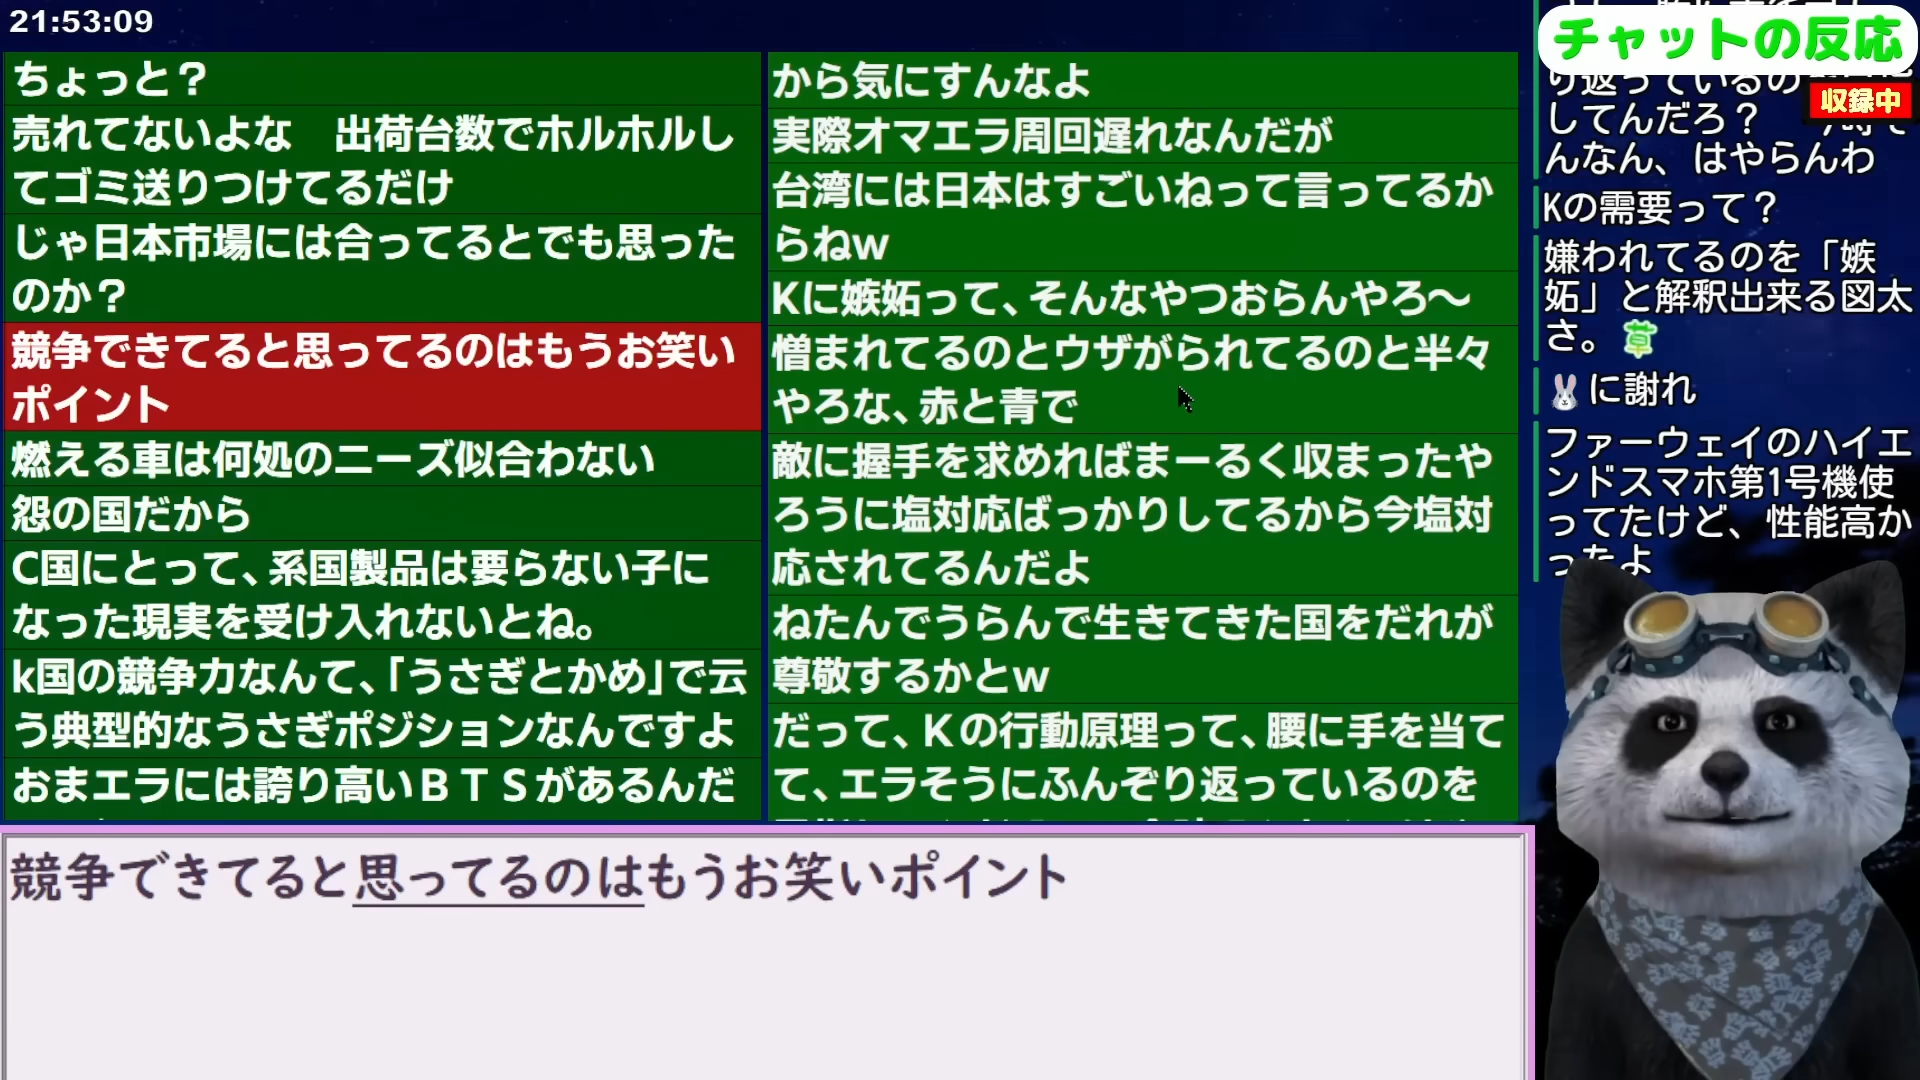 21:53:09
ちょっと？
売れてないよな　出荷台数でホルホルし
てゴミ送りつけてるだけ
じゃ日本市場には合ってるとでも思った
のか？
競争できてると思ってるのはもうお笑い
ポイント
燃える車は何処のニーズ似合わない
怨の国だから
C国にとって、系国製品は要らない子に
なった現実を受け入れないとね。
k国の競争力なんて、「うさぎとかめ」で云
う典型的なうさぎポジションなんですよ
おまエラには誇り高いＢＴＳがあるんだ
から気にすんなよ
実際オマエラ周回遅れなんだが
台湾には日本はすごいねって言ってるか
らねw
Kに嫉妬って、そんなやつおらんやろ～
憎まれてるのとウザがられてるのと半々
やろな、赤と青で
敵に握手を求めればまーるく収まったや
ろうに塩対応ばっかりしてるから今塩対
応されてるんだよ
ねたんでうらんで生きてきた国をだれが
尊敬するかとw
だって、Ｋの行動原理って、腰に手を当て
て、エラそうにふんぞり返っているのを
チャットの反応
収録中
り返っているの
してんだろ？
んなん、はやらんわ
Kの需要って？
嫌われてるのを「嫉
妬」と解釈出来る図太
さ。草
に謝れ
ファーウェイのハイエ
ンドスマホ第1号機使
ってたけど、性能高か
ったよ
競争できてると思ってるのはもうお笑いポイント